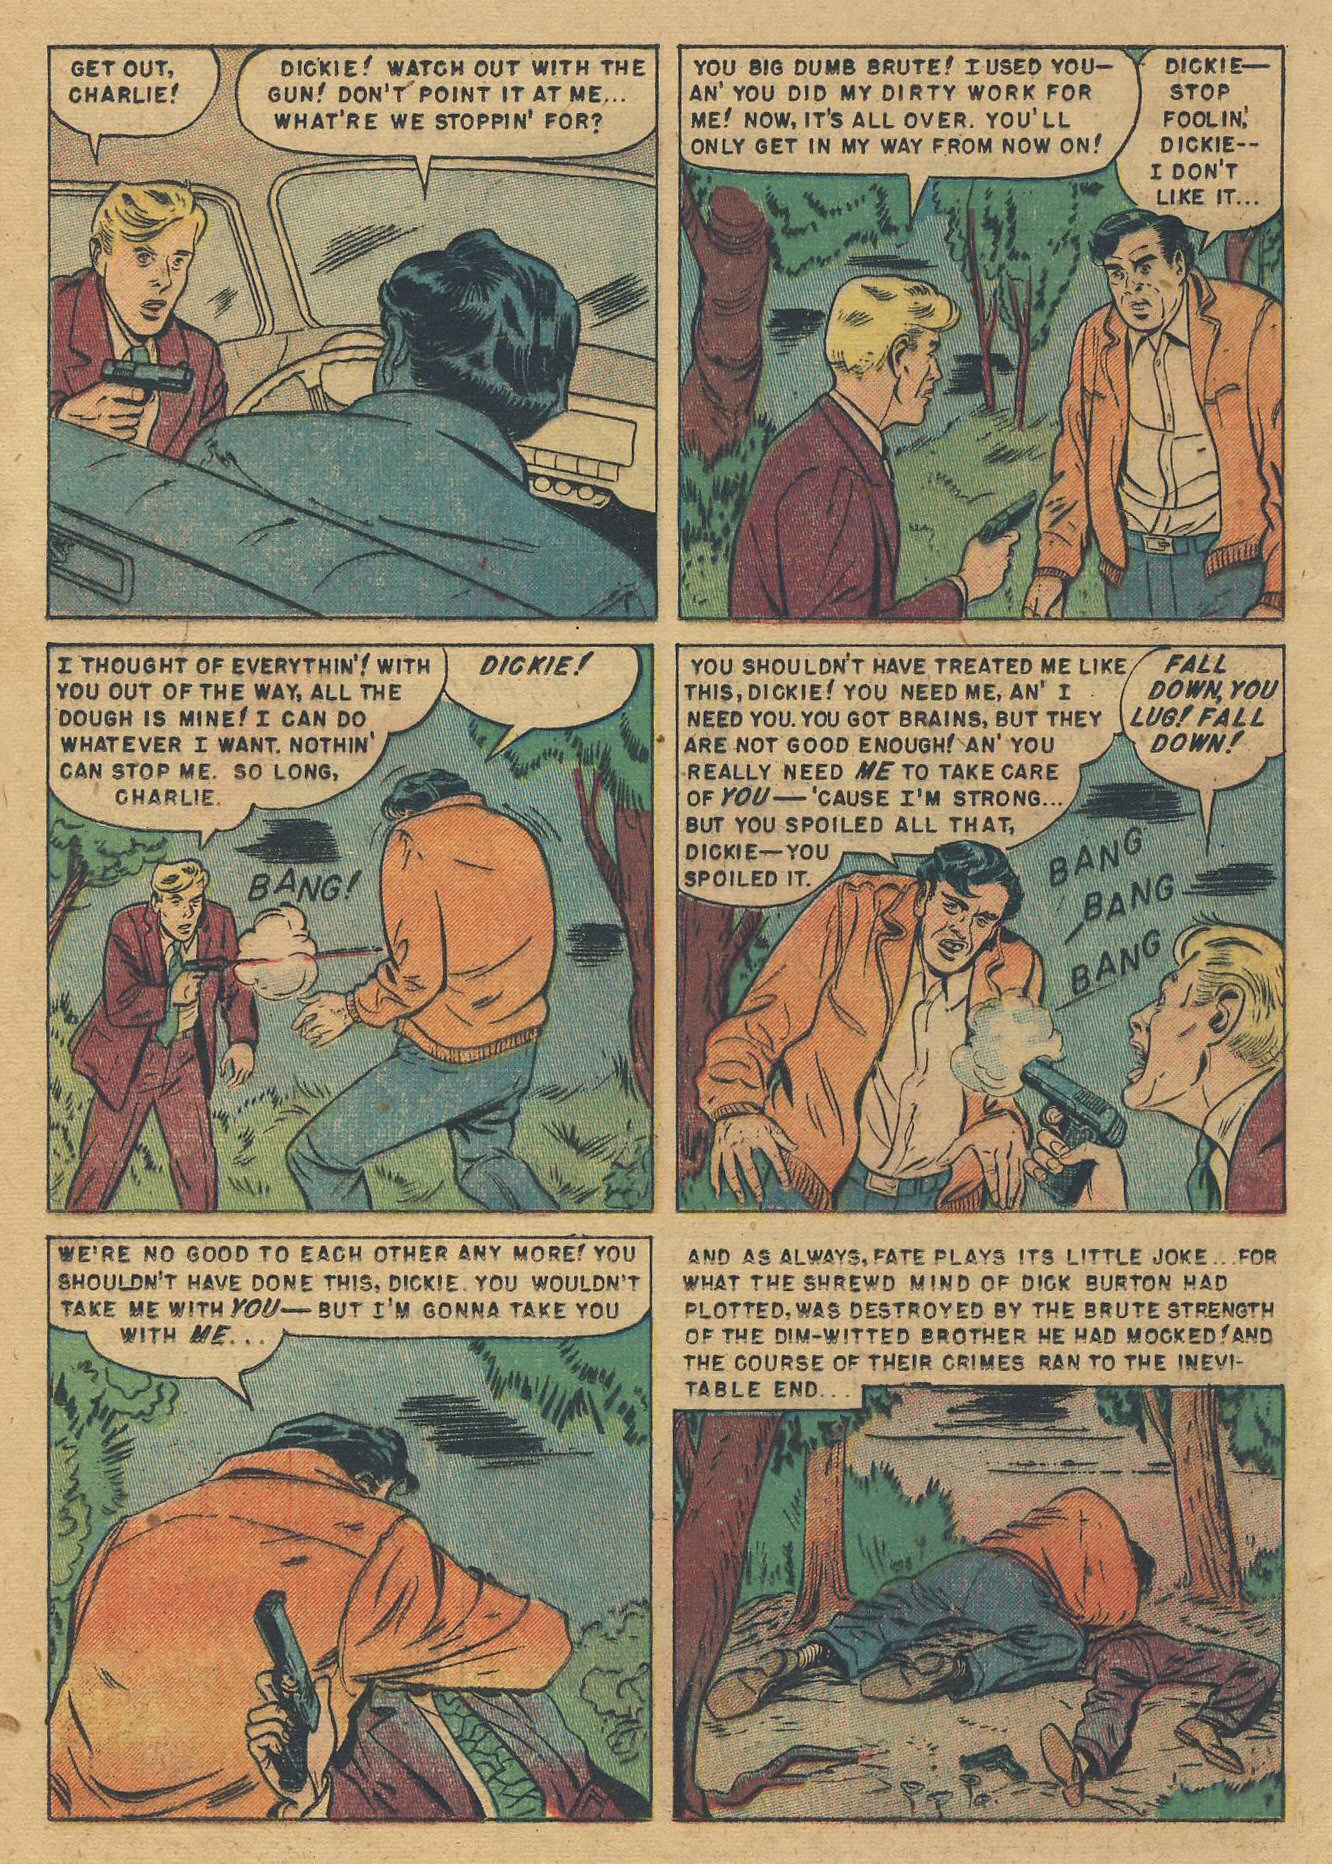 GET OUT,
CHARLIE!
DICKIE! WATCH OUT WITH THE
GUN! DON'T POINT IT AT ME...
WHAT'RE WE STOPPIN' FOR?
YOU BIG DUMB BRUTE! I USED YOU—
AN' YOU DID MY DIRTY WORK FOR
ME! NOW, IT'S ALL OVER. YOU'LL
ONLY GET IN MY WAY FROM NOW ON!
DICKIE—
STOP
FOOLIN',
DICKIE--
I DON'T
LIKE IT...
I THOUGHT OF EVERYTHIN'! WITH
YOU OUT OF THE WAY, ALL THE
DOUGH IS MINE! I CAN DO
WHATEVER I WANT. NOTHIN'
CAN STOP ME. SO LONG,
CHARLIE.
DICKIE!
BANG!
YOU SHOULDN'T HAVE TREATED ME LIKE
THIS, DICKIE! YOU NEED ME, AN' I
NEED YOU. YOU GOT BRAINS, BUT THEY
ARE NOT GOOD ENOUGH! AN' YOU
REALLY NEED ME TO TAKE CARE
OF YOU—'CAUSE I'M STRONG...
BUT YOU SPOILED ALL THAT,
DICKIE—YOU
SPOILED IT.
FALL
DOWN, YOU
LUG! FALL
DOWN!
BANG
BANG
BANG
WE'RE NO GOOD TO EACH OTHER ANY MORE! YOU
SHOULDN'T HAVE DONE THIS, DICKIE. YOU WOULDN'T
TAKE ME WITH YOU— BUT I'M GONNA TAKE YOU
WITH ME...
AND AS ALWAYS, FATE PLAYS ITS LITTLE JOKE...FOR
WHAT THE SHREWD MIND OF DICK BURTON HAD
PLOTTED, WAS DESTROYED BY THE BRUTE STRENGTH
OF THE DIM-WITTED BROTHER HE HAD MOCKED! AND
THE COURSE OF THEIR CRIMES RAN TO THE INEVI-
TABLE END...